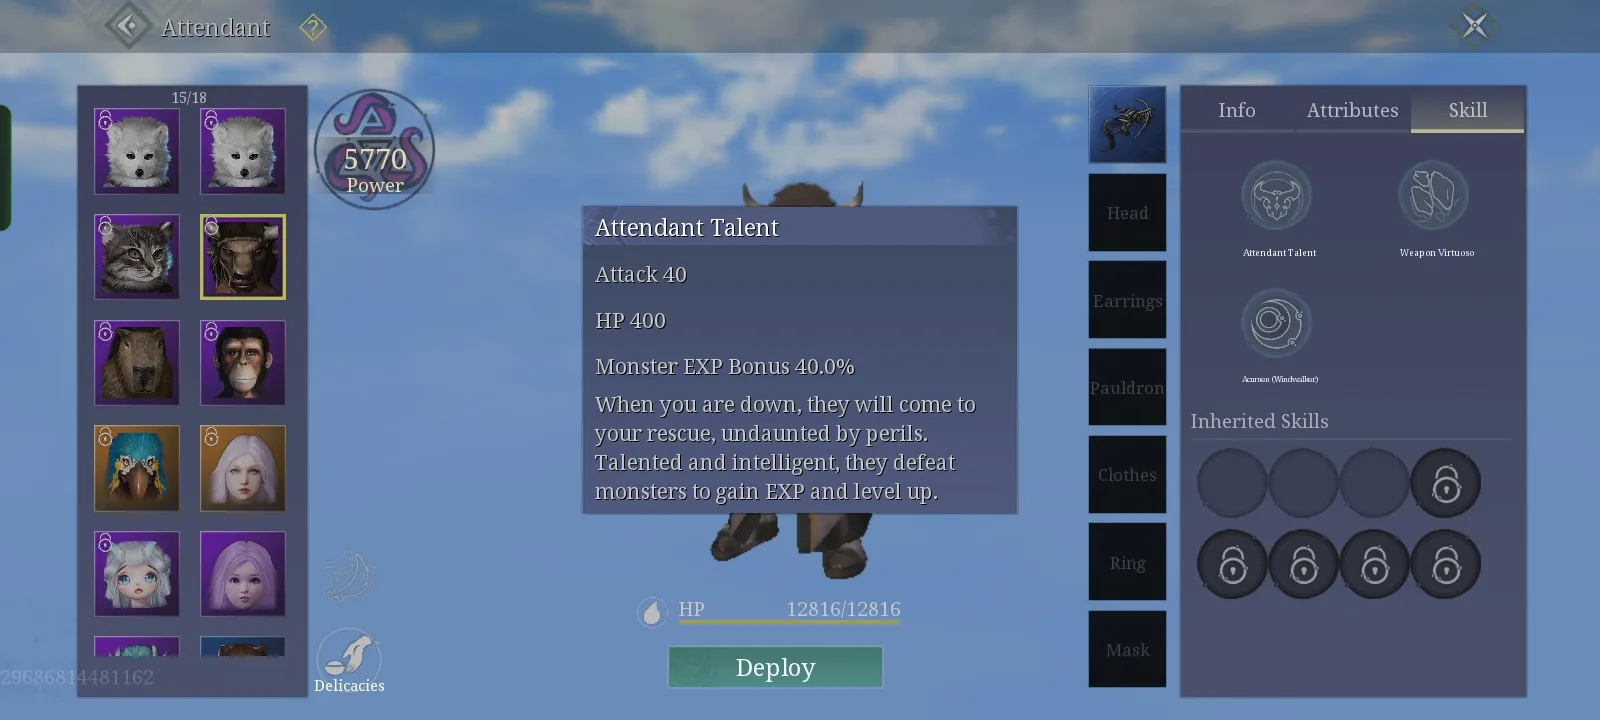 Attendant
?
15/18
5770
Power
Attendant Talent
Attack 40
HP 400
Monster EXP Bonus 40.0%
When you are down, they will come to
your rescue, undaunted by perils.
Talented and intelligent, they defeat
monsters to gain EXP and level up.
HP 12816/12816
Deploy
Delicacies
29686814481162
Head
Earrings
Pauldron
Clothes
Ring
Mask
Info Attributes Skill
Attendant Talent Weapon Virtuoso
Acumen (Windwalker)
Inherited Skills